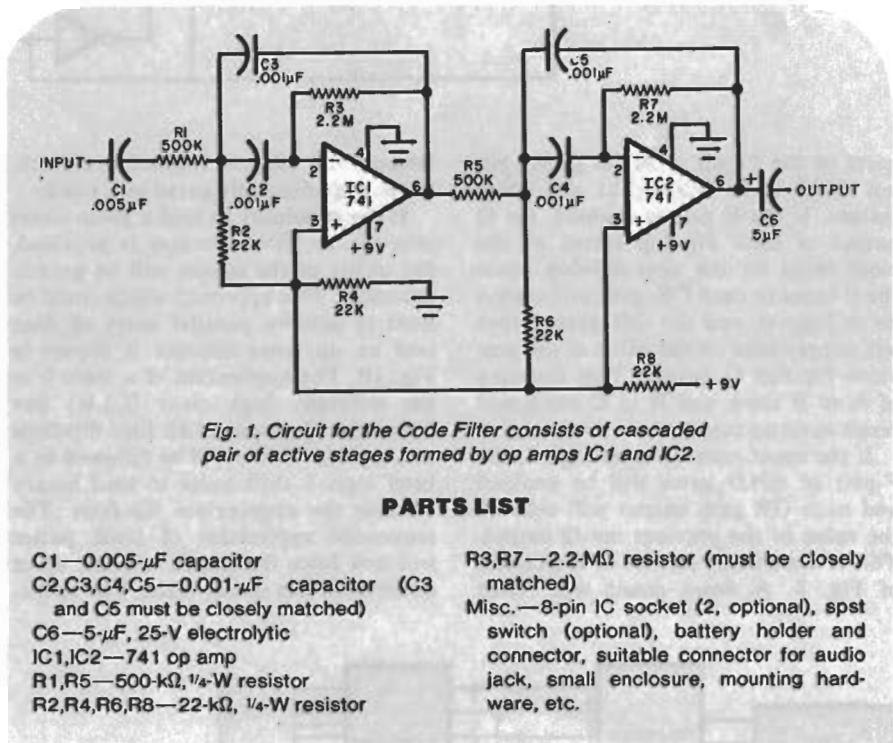 C3
.001µF
C5
.001µF
R3
2.2M
R7
2.2M
R1
500K
INPUT
C1
.005µF
C2
.001µF
2
3
4
6
7
IC1
741
+9V
R5
500K
C4
.001µF
2
3
4
6
7
IC2
741
+9V
+
C6
5µF
OUTPUT
R2
22K
R4
22K
R6
22K
R8
22K
+9V
Fig. 1. Circuit for the Code Filter consists of cascaded
pair of active stages formed by op amps IC1 and IC2.
PARTS LIST
C1—0.005-µF capacitor
C2,C3,C4,C5—0.001-µF capacitor (C3
and C5 must be closely matched)
C6—5-µF, 25-V electrolytic
IC1,IC2—741 op amp
R1,R5—500-kΩ, ¼-W resistor
R2,R4,R6,R8—22-kΩ, ¼-W resistor
R3,R7—2.2-MΩ resistor (must be closely
matched)
Misc.—8-pin IC socket (2, optional), spst
switch (optional), battery holder and
connector, suitable connector for audio
jack, small enclosure, mounting hard-
ware, etc.